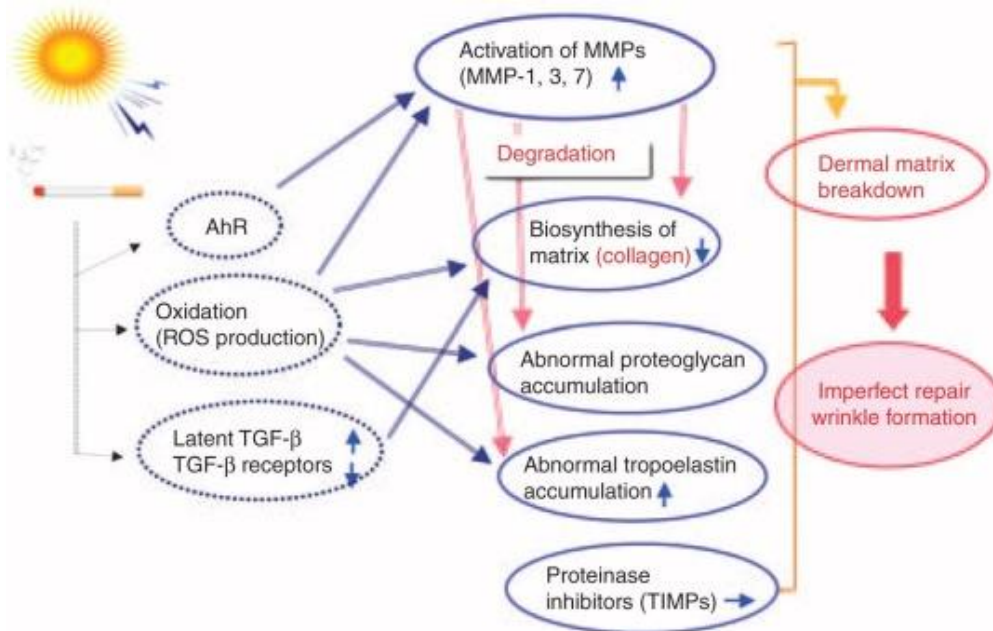 Activation of MMPs
(MMP-1, 3, 7)
Degradation
Dermal matrix
breakdown
AhR
Biosynthesis of
matrix (collagen)
Oxidation
(ROS production)
Abnormal proteoglycan
accumulation
Imperfect repair
wrinkle formation
Latent TGF-β
TGF-β receptors
Abnormal tropoelastin
accumulation
Proteinase
inhibitors (TIMPs)